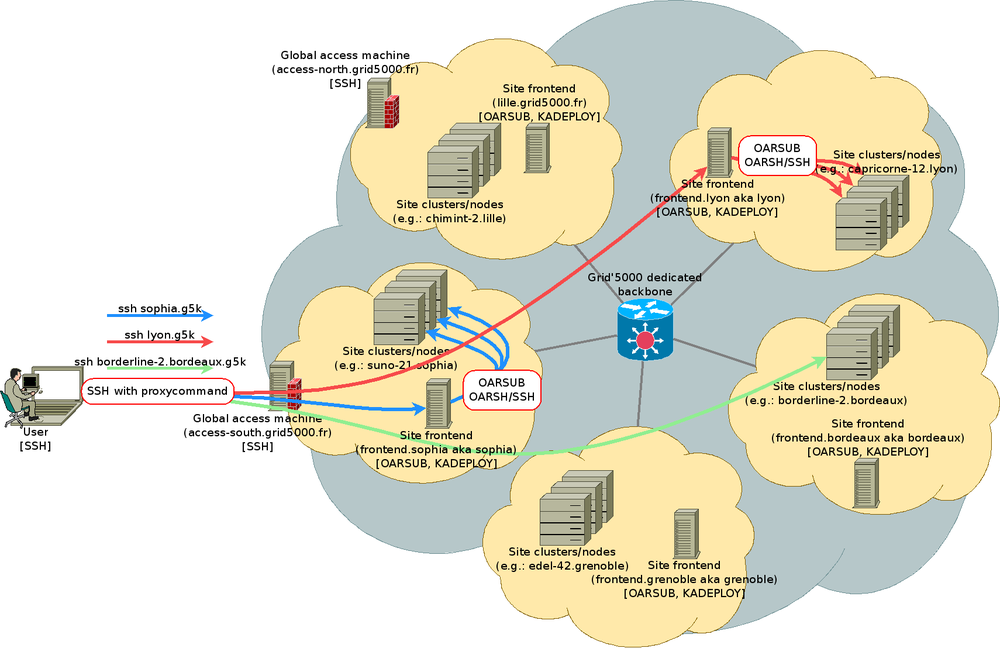 Global access machine
(access-north.grid5000.fr)
[SSH]
Site frontend
(lille.grid5000.fr)
[OARSUB, KADEPLOY]
Site clusters/nodes
(e.g.: chimint-2.lille)
OARSUB
OARSH/SSH
Site clusters/nodes
(e.g.: capricorne-12.lyon)
Site frontend
(frontend.lyon aka lyon)
[OARSUB, KADEPLOY]
Grid'5000 dedicated
backbone
ssh sophia.g5k
ssh lyon.g5k
ssh borderline-2.bordeaux.g5k
SSH with proxycommand
User
[SSH]
Site clusters/nodes
(e.g.: suno-21.sophia)
OARSUB
OARSH/SSH
Global access machine
(access-south.grid5000.fr)
[SSH]
Site frontend
(frontend.sophia aka sophia)
[OARSUB, KADEPLOY]
Site clusters/nodes
(e.g.: borderline-2.bordeaux)
Site frontend
(frontend.bordeaux aka bordeaux)
[OARSUB, KADEPLOY]
Site clusters/nodes
(e.g.: edel-42.grenoble)
Site frontend
(frontend.grenoble aka grenoble)
[OARSUB, KADEPLOY]